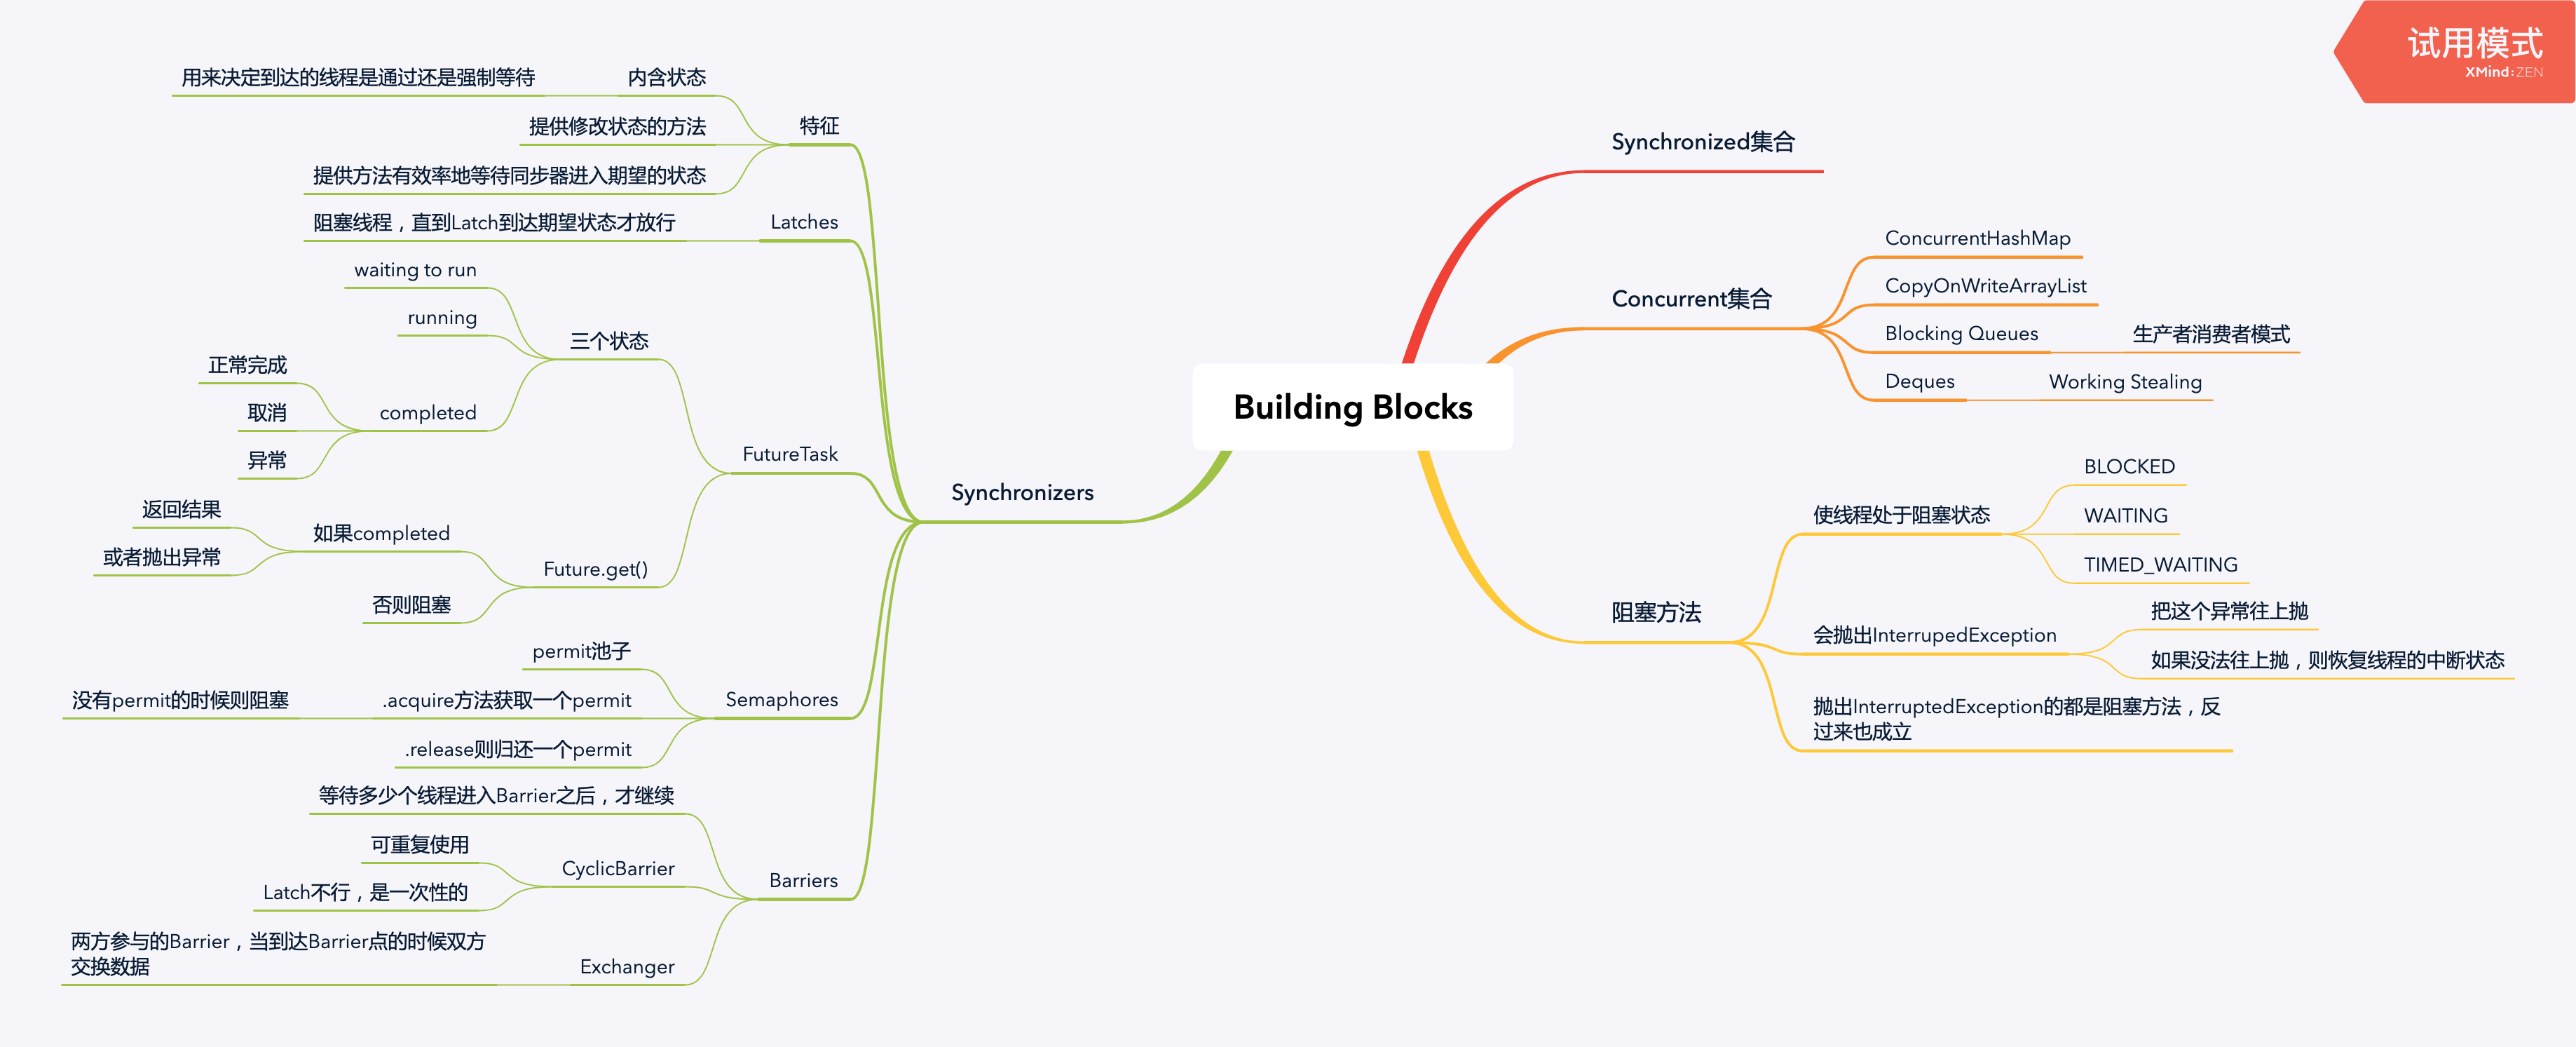 试用模式
XMind:ZEN
Building Blocks
Synchronized集合
Concurrent集合
ConcurrentHashMap
CopyOnWriteArrayList
Blocking Queues
生产者消费者模式
Deques
Working Stealing
阻塞方法
使线程处于阻塞状态
BLOCKED
WAITING
TIMED_WAITING
会抛出InterrupedException
把这个异常往上抛
如果没法往上抛，则恢复线程的中断状态
抛出InterruptedException的都是阻塞方法，反
过来也成立
Synchronizers
特征
内含状态
用来决定到达的线程是通过还是强制等待
提供修改状态的方法
提供方法有效率地等待同步器进入期望的状态
Latches
阻塞线程，直到Latch到达期望状态才放行
FutureTask
三个状态
waiting to run
running
completed
正常完成
取消
异常
Future.get()
如果completed
返回结果
或者抛出异常
否则阻塞
Semaphores
permit池子
.acquire方法获取一个permit
没有permit的时候则阻塞
.release则归还一个permit
Barriers
等待多少个线程进入Barrier之后，才继续
CyclicBarrier
可重复使用
Latch不行，是一次性的
Exchanger
两方参与的Barrier，当到达Barrier点的时候双方
交换数据